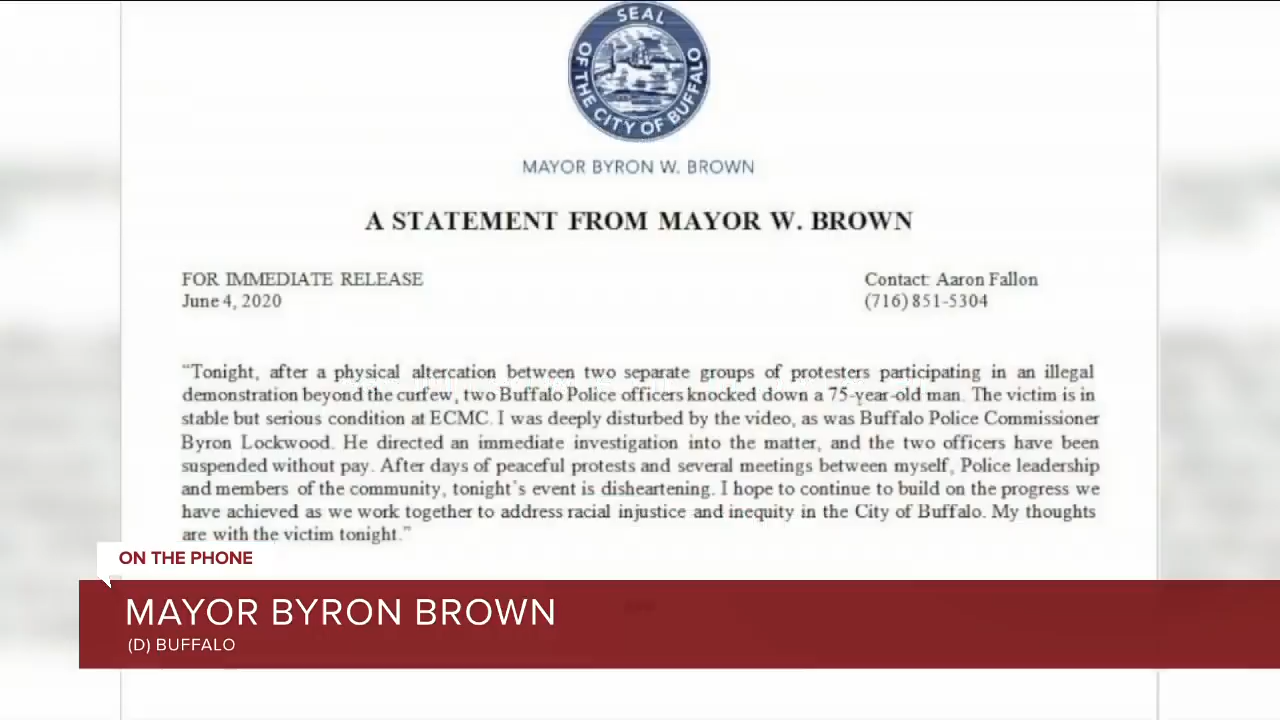 SEAL
OF THE CITY OF BUFFALO
MAYOR BYRON W. BROWN
A STATEMENT FROM MAYOR W. BROWN
FOR IMMEDIATE RELEASE
Contact: Aaron Fallon
June 4, 2020
(716) 851-5304
“Tonight, after a physical altercation between two separate groups of protesters participating in an illegal
demonstration beyond the curfew, two Buffalo Police officers knocked down a 75-year-old man. The victim is in
stable but serious condition at ECMC. I was deeply disturbed by the video, as was Buffalo Police Commissioner
Byron Lockwood. He directed an immediate investigation into the matter, and the two officers have been
suspended without pay. After days of peaceful protests and several meetings between myself, Police leadership
and members of the community, tonight’s event is disheartening. I hope to continue to build on the progress we
have achieved as we work together to address racial injustice and inequity in the City of Buffalo. My thoughts
are with the victim tonight.”
ON THE PHONE
MAYOR BYRON BROWN
(D) BUFFALO